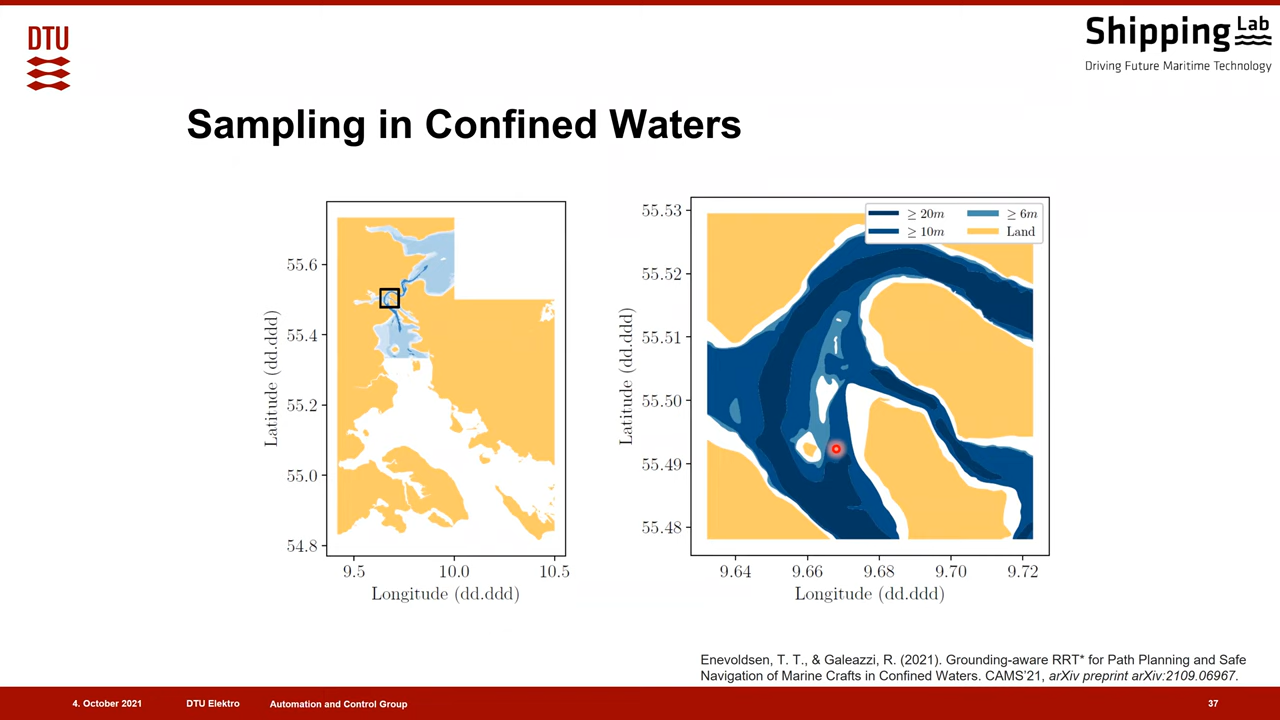 DTU
Shipping Lab
Driving Future Maritime Technology
Sampling in Confined Waters
55.6
55.4
55.2
55.0
54.8
9.5 10.0 10.5
Latitude (dd.ddd)
Longitude (dd.ddd)
55.53
55.52
55.51
55.50
55.49
55.48
9.64 9.66 9.68 9.70 9.72
Latitude (dd.ddd)
Longitude (dd.ddd)
≥ 20m ≥ 6m
≥ 10m Land
Enevoldsen, T. T., & Galeazzi, R. (2021). Grounding-aware RRT* for Path Planning and Safe
Navigation of Marine Crafts in Confined Waters. CAMS'21, arXiv preprint arXiv:2109.06967.
4. October 2021 DTU Elektro Automation and Control Group 37